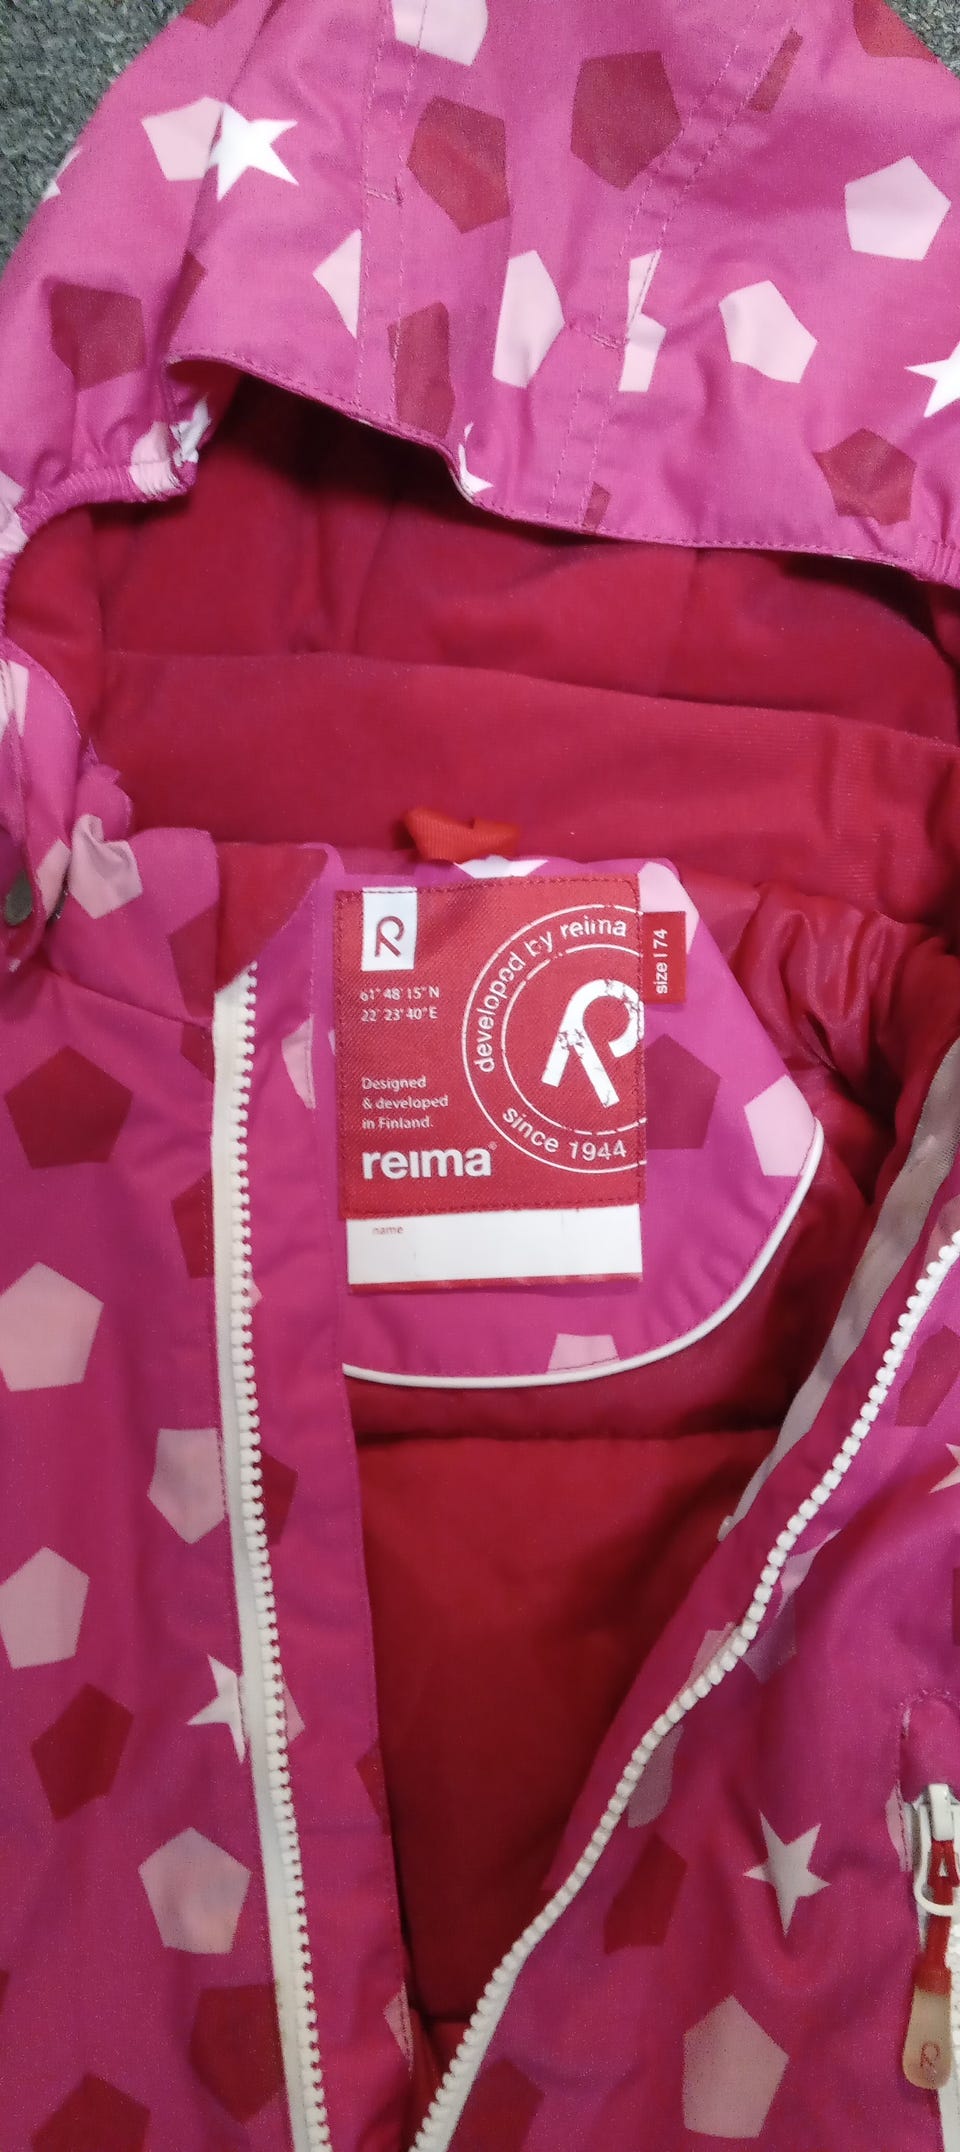 developed by reima
size | 74
61° 48' 15" N
22° 23' 40" E
Designed
& developed
in Finland.
since 1944
reima®
name